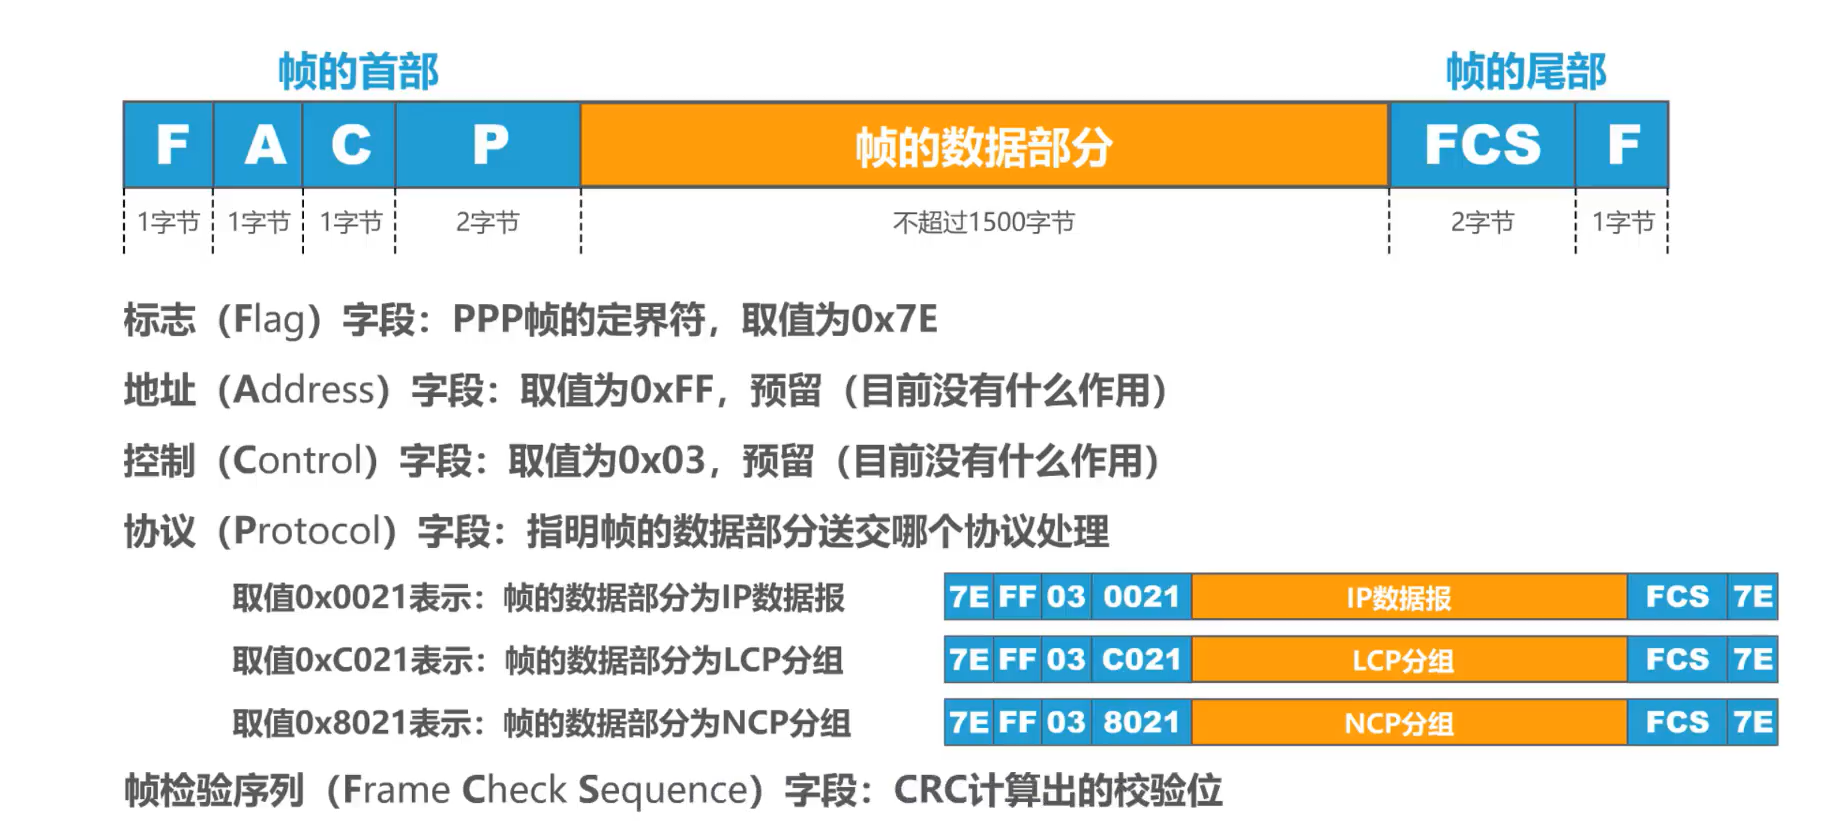 帧的首部 帧的尾部
F A C P 帧的数据部分 FCS F
1字节 1字节 1字节 2字节 不超过1500字节 2字节 1字节
标志（Flag）字段：PPP帧的定界符，取值为0x7E
地址（Address）字段：取值为0xFF，预留（目前没有什么作用）
控制（Control）字段：取值为0x03，预留（目前没有什么作用）
协议（Protocol）字段：指明帧的数据部分送交哪个协议处理
取值0x0021表示：帧的数据部分为IP数据报 7E FF 03 0021 IP数据报 FCS 7E
取值0xC021表示：帧的数据部分为LCP分组 7E FF 03 C021 LCP分组 FCS 7E
取值0x8021表示：帧的数据部分为NCP分组 7E FF 03 8021 NCP分组 FCS 7E
帧检验序列（Frame Check Sequence）字段：CRC计算出的校验位